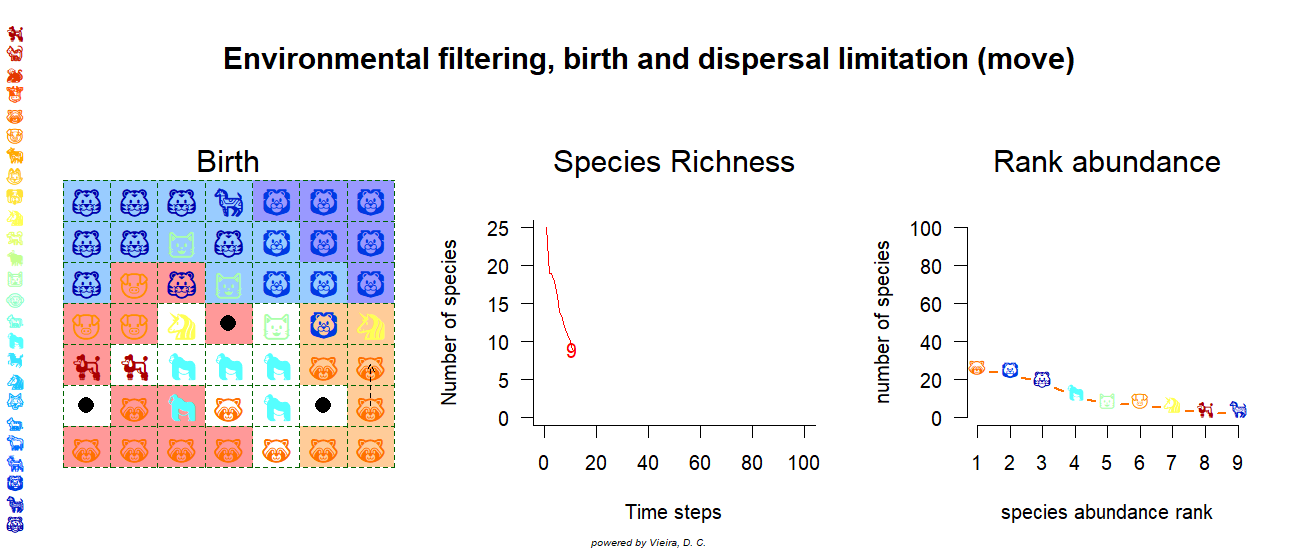 Environmental filtering, birth and dispersal limitation (move)
Birth
Species Richness
Rank abundance
Number of species
25
20
15
10
5
0
9
0 20 40 60 80 100
Time steps
number of species
100
80
60
40
20
0
1 2 3 4 5 6 7 8 9
species abundance rank
powered by Vieira, D. C.